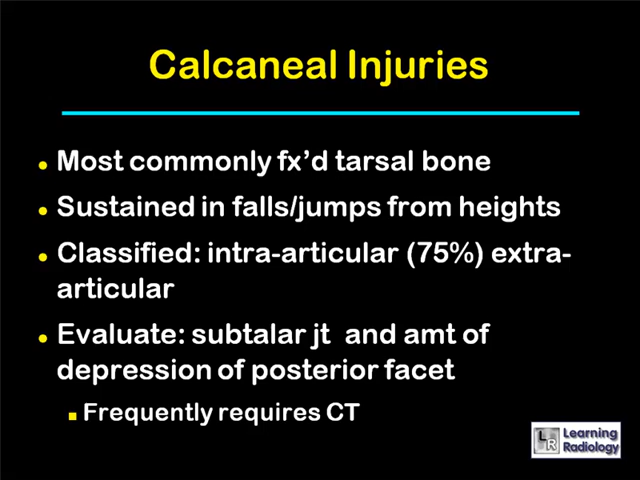 Calcaneal Injuries
Most commonly fx'd tarsal bone
Sustained in falls/jumps from heights
Classified: intra-articular (75%) extra-
articular
Evaluate: subtalar jt and amt of
depression of posterior facet
Frequently requires CT
LR Learning
Radiology